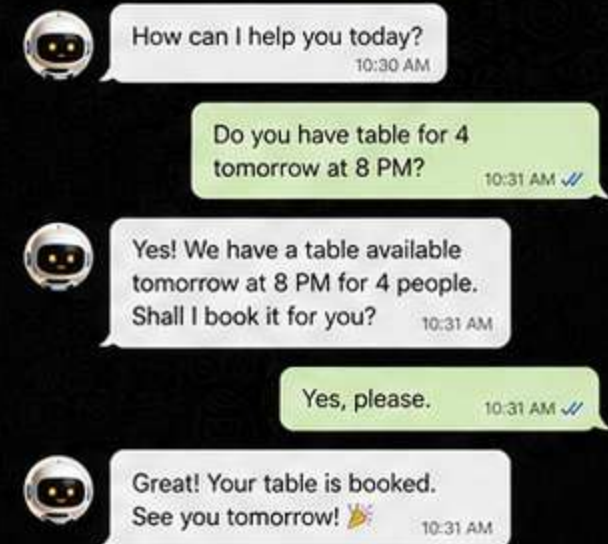 How can I help you today?
10:30 AM
Do you have table for 4
tomorrow at 8 PM?
10:31 AM
Yes! We have a table available
tomorrow at 8 PM for 4 people.
Shall I book it for you?
10:31 AM
Yes, please.
10:31 AM
Great! Your table is booked.
See you tomorrow! 🎉
10:31 AM